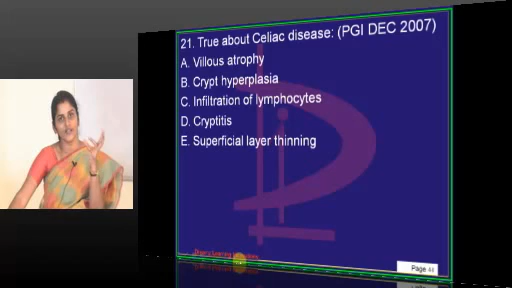 21. True about Celiac disease: (PGI DEC 2007)
A. Villous atrophy
B. Crypt hyperplasia
C. Infiltration of lymphocytes
D. Cryptitis
E. Superficial layer thinning
Page 44